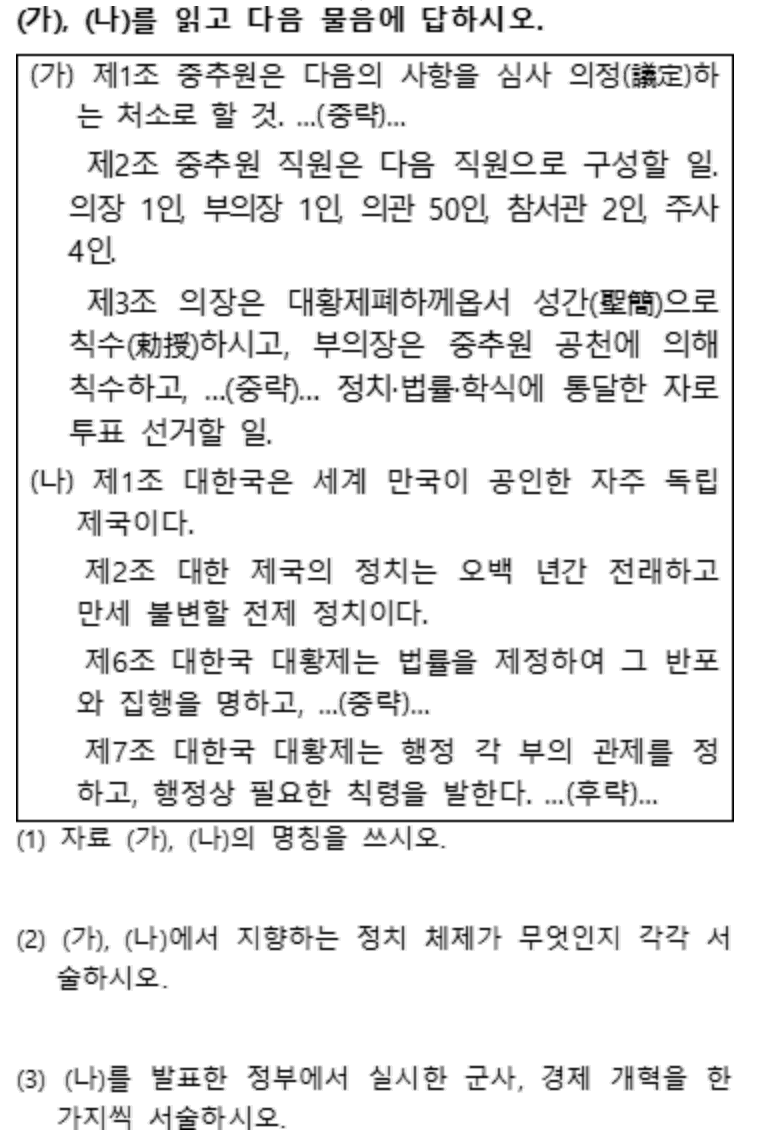 (가), (나)를 읽고 다음 물음에 답하시오.
(가) 제1조 중추원은 다음의 사항을 심사 의정(議定)하
는 처소로 할 것. ...(중략)...
제2조 중추원 직원은 다음 직원으로 구성할 일.
의장 1인, 부의장 1인, 의관 50인, 참서관 2인, 주사
4인.
제3조 의장은 대황제폐하께옵서 성간(聖簡)으로
칙수(勅授)하시고, 부의장은 중추원 공천에 의해
칙수하고, ...(중략)... 정치·법률·학식에 통달한 자로
투표 선거할 일.
(나) 제1조 대한국은 세계 만국이 공인한 자주 독립
제국이다.
제2조 대한 제국의 정치는 오백 년간 전래하고
만세 불변할 전제 정치이다.
제6조 대한국 대황제는 법률을 제정하여 그 반포
와 집행을 명하고, ...(중략)...
제7조 대한국 대황제는 행정 각 부의 관제를 정
하고, 행정상 필요한 칙령을 발한다. ...(후략)...
(1) 자료 (가), (나)의 명칭을 쓰시오.
(2) (가), (나)에서 지향하는 정치 체제가 무엇인지 각각 서
술하시오.
(3) (나)를 발표한 정부에서 실시한 군사, 경제 개혁을 한
가지씩 서술하시오.